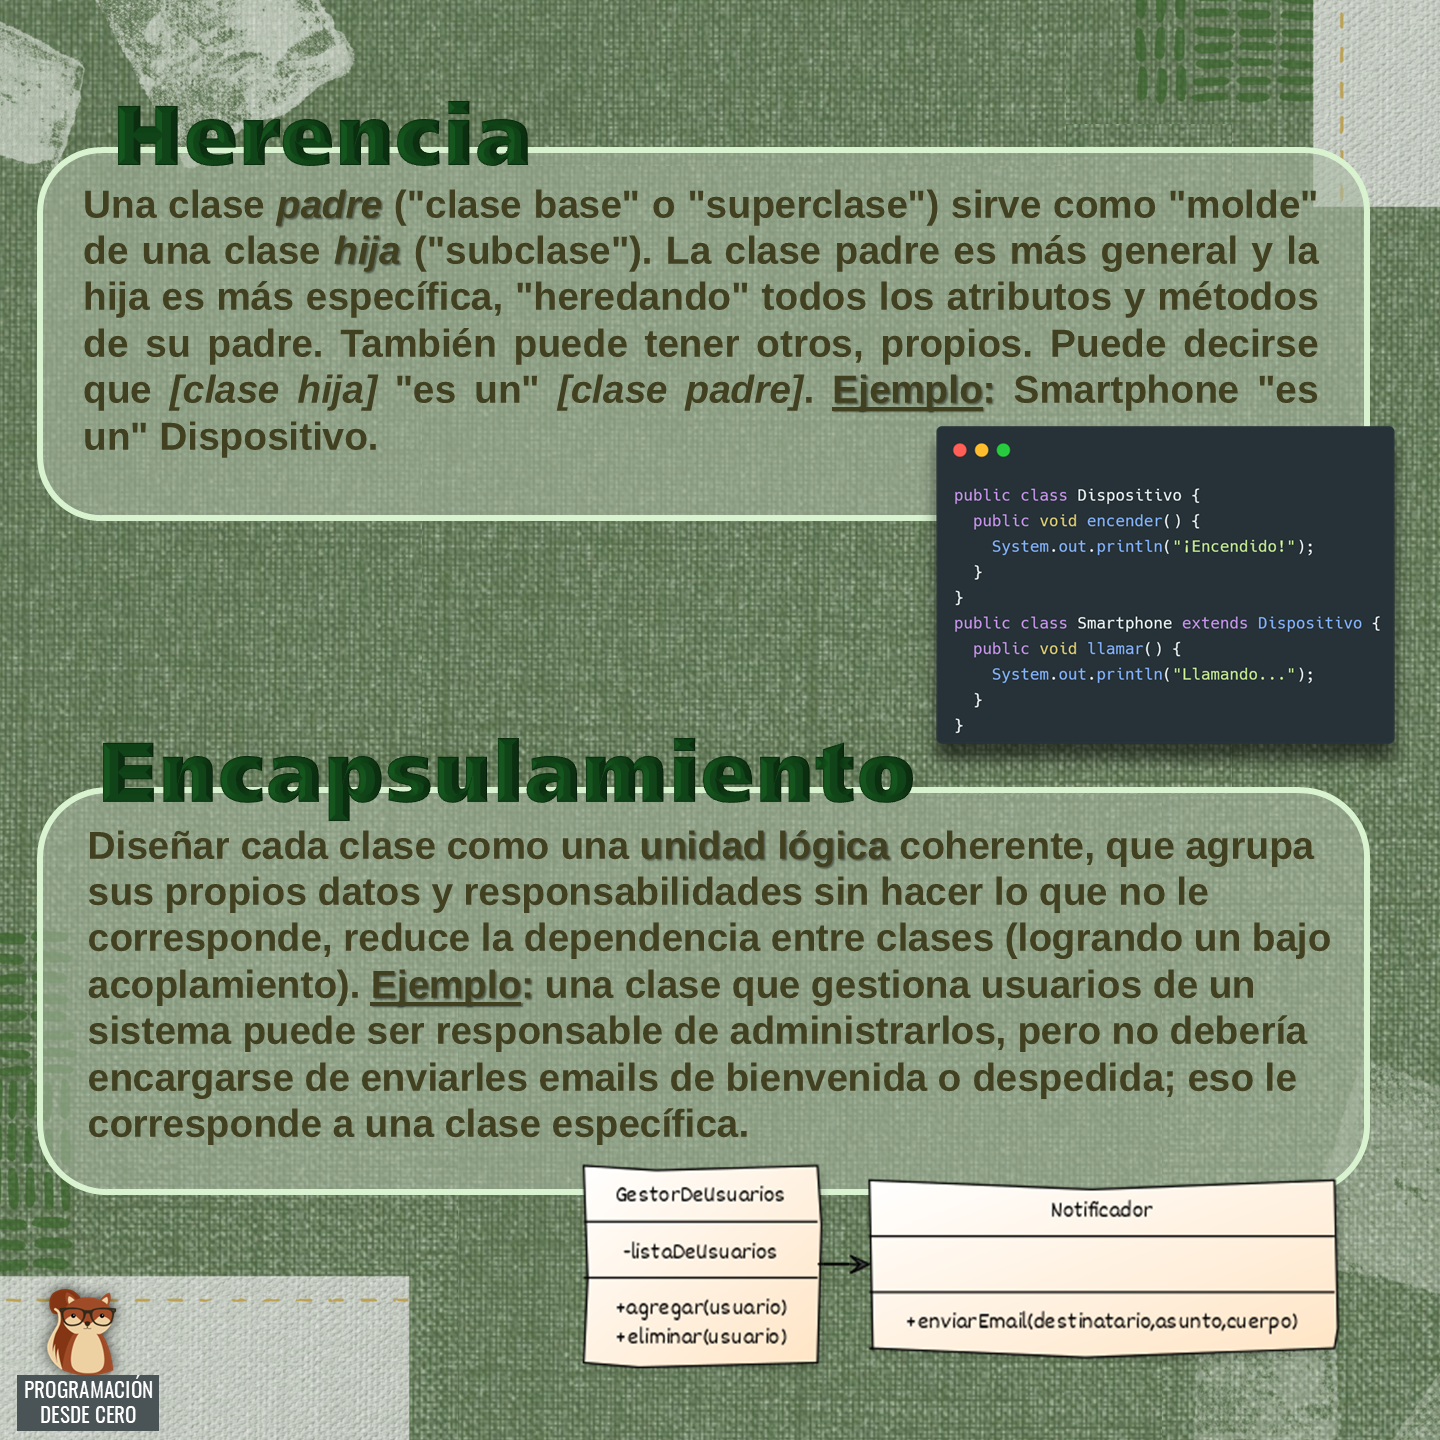 Herencia
Una clase padre ("clase base" o "superclase") sirve como "molde"
de una clase hija ("subclase"). La clase padre es más general y la
hija es más específica, "heredando" todos los atributos y métodos
de su padre. También puede tener otros, propios. Puede decirse
que [clase hija] "es un" [clase padre]. Ejemplo: Smartphone "es
un" Dispositivo.
public class Dispositivo {
  public void encender() {
    System.out.println("¡Encendido!");
  }
}
public class Smartphone extends Dispositivo {
  public void llamar() {
    System.out.println("Llamando...");
  }
}
Encapsulamiento
Diseñar cada clase como una unidad lógica coherente, que agrupa
sus propios datos y responsabilidades sin hacer lo que no le
corresponde, reduce la dependencia entre clases (logrando un bajo
acoplamiento). Ejemplo: una clase que gestiona usuarios de un
sistema puede ser responsable de administrarlos, pero no debería
encargarse de enviarles emails de bienvenida o despedida; eso le
corresponde a una clase específica.
GestorDeUsuarios
-listaDeUsuarios
+agregar(usuario)
+eliminar(usuario)
Notificador
+enviarEmail(destinatario,asunto,cuerpo)
PROGRAMACIÓN
DESDE CERO